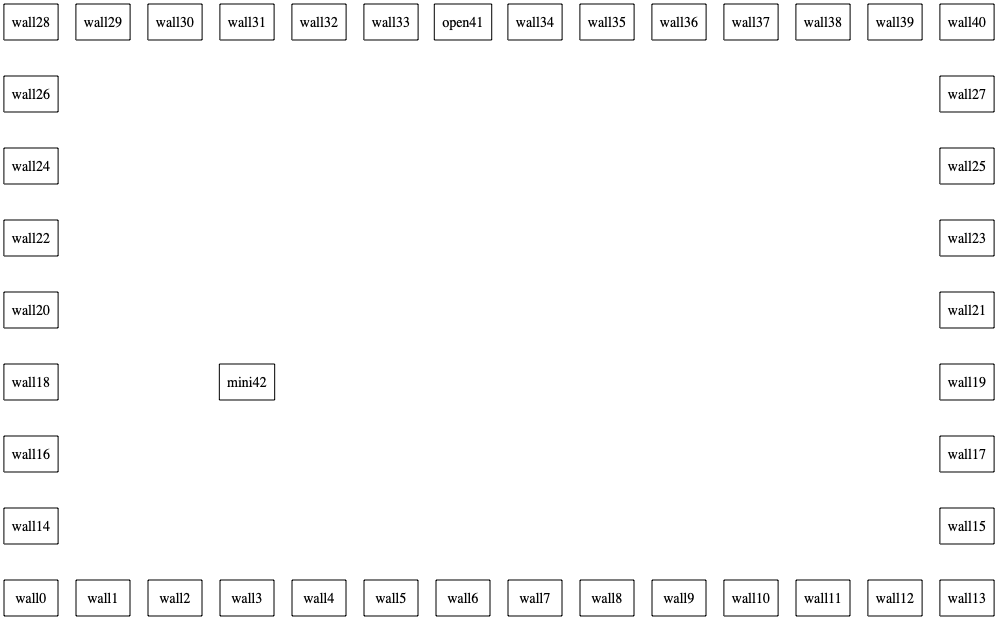 wall28 wall29 wall30 wall31 wall32 wall33 open41 wall34 wall35 wall36 wall37 wall38 wall39 wall40
wall26 wall27
wall24 wall25
wall22 wall23
wall20 wall21
wall18 mini42 wall19
wall16 wall17
wall14 wall15
wall0 wall1 wall2 wall3 wall4 wall5 wall6 wall7 wall8 wall9 wall10 wall11 wall12 wall13